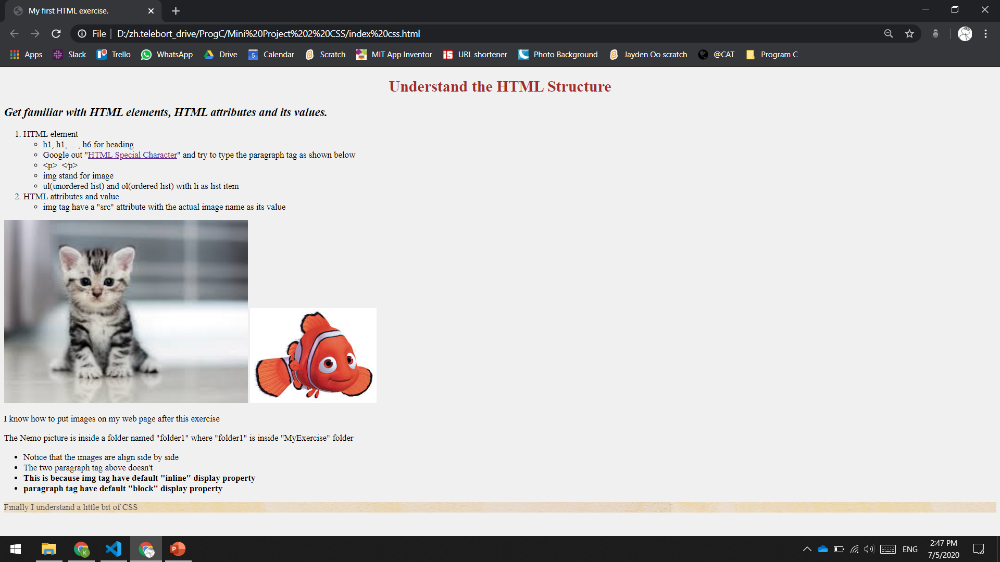 My first HTML exercise.
File | D:/zh.telebort_drive/ProgC/Mini%20Project%202%20CSS/index%20css.html
Apps Slack Trello WhatsApp Drive 5 Calendar Scratch MIT App Inventor IS URL shortener Photo Background Jayden Oo scratch @CAT Program C
Understand the HTML Structure
Get familiar with HTML elements, HTML attributes and its values.
1. HTML element
h1, h1, ... , h6 for heading
Google out "HTML Special Character" and try to type the paragraph tag as shown below
<p> </p>
img stand for image
ul(unordered list) and ol(ordered list) with li as list item
2. HTML attributes and value
img tag have a "src" attribute with the actual image name as its value
I know how to put images on my web page after this exercise
The Nemo picture is inside a folder named "folder1" where "folder1" is inside "MyExercise" folder
Notice that the images are align side by side
The two paragraph tag above doesn't
This is because img tag have default "inline" display property
paragraph tag have default "block" display property
Finally I understand a little bit of CSS
K P ENG 2:47 PM
7/5/2020